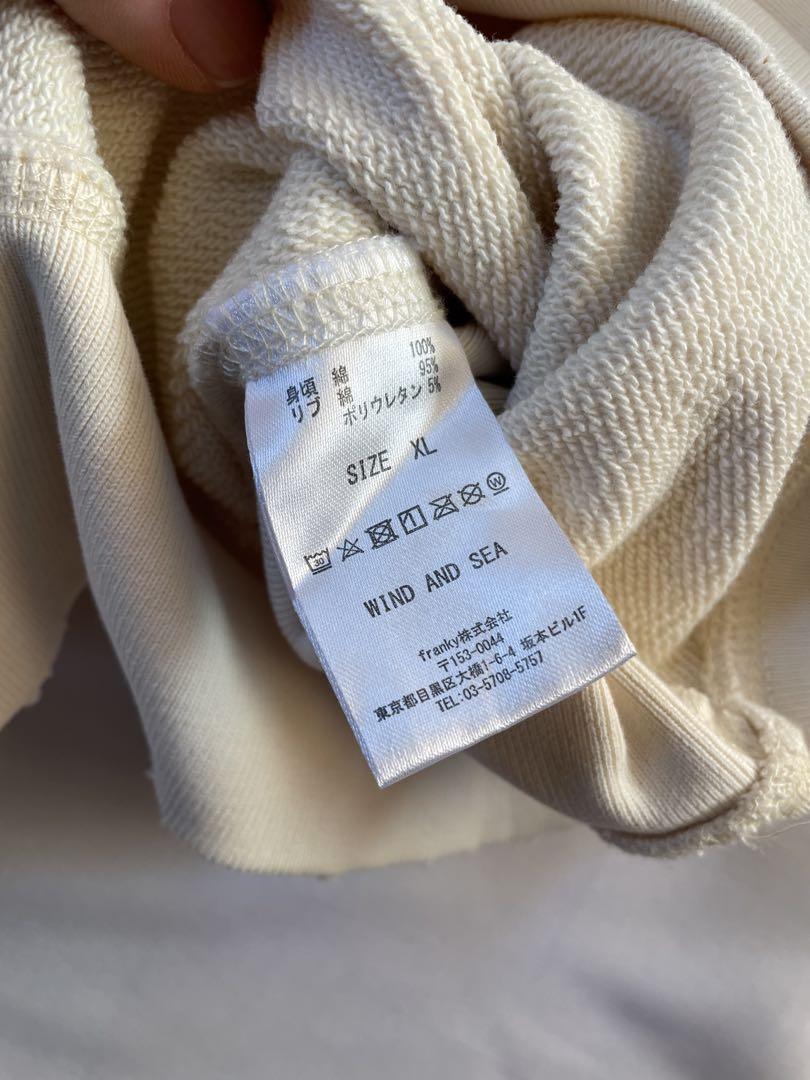 身頃 綿 100%
リブ 綿 95%
ポリウレタン 5%
SIZE XL
30 W
WIND AND SEA
franky株式会社
〒153-0044
東京都目黒区大橋1-6-4 坂本ビル1F
TEL:03-5708-5757